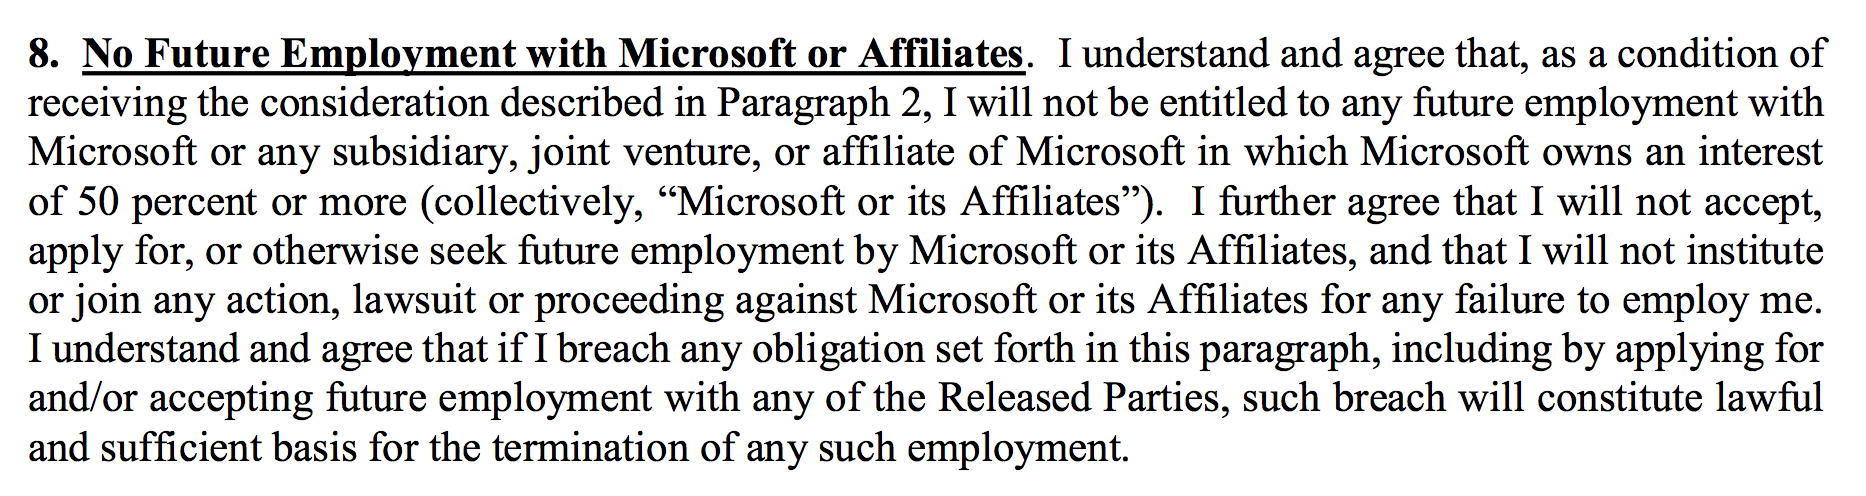 8.  No Future Employment with Microsoft or Affiliates.  I understand and agree that, as a condition of
receiving the consideration described in Paragraph 2, I will not be entitled to any future employment with
Microsoft or any subsidiary, joint venture, or affiliate of Microsoft in which Microsoft owns an interest
of 50 percent or more (collectively, “Microsoft or its Affiliates”).  I further agree that I will not accept,
apply for, or otherwise seek future employment by Microsoft or its Affiliates, and that I will not institute
or join any action, lawsuit or proceeding against Microsoft or its Affiliates for any failure to employ me.
I understand and agree that if I breach any obligation set forth in this paragraph, including by applying for
and/or accepting future employment with any of the Released Parties, such breach will constitute lawful
and sufficient basis for the termination of any such employment.